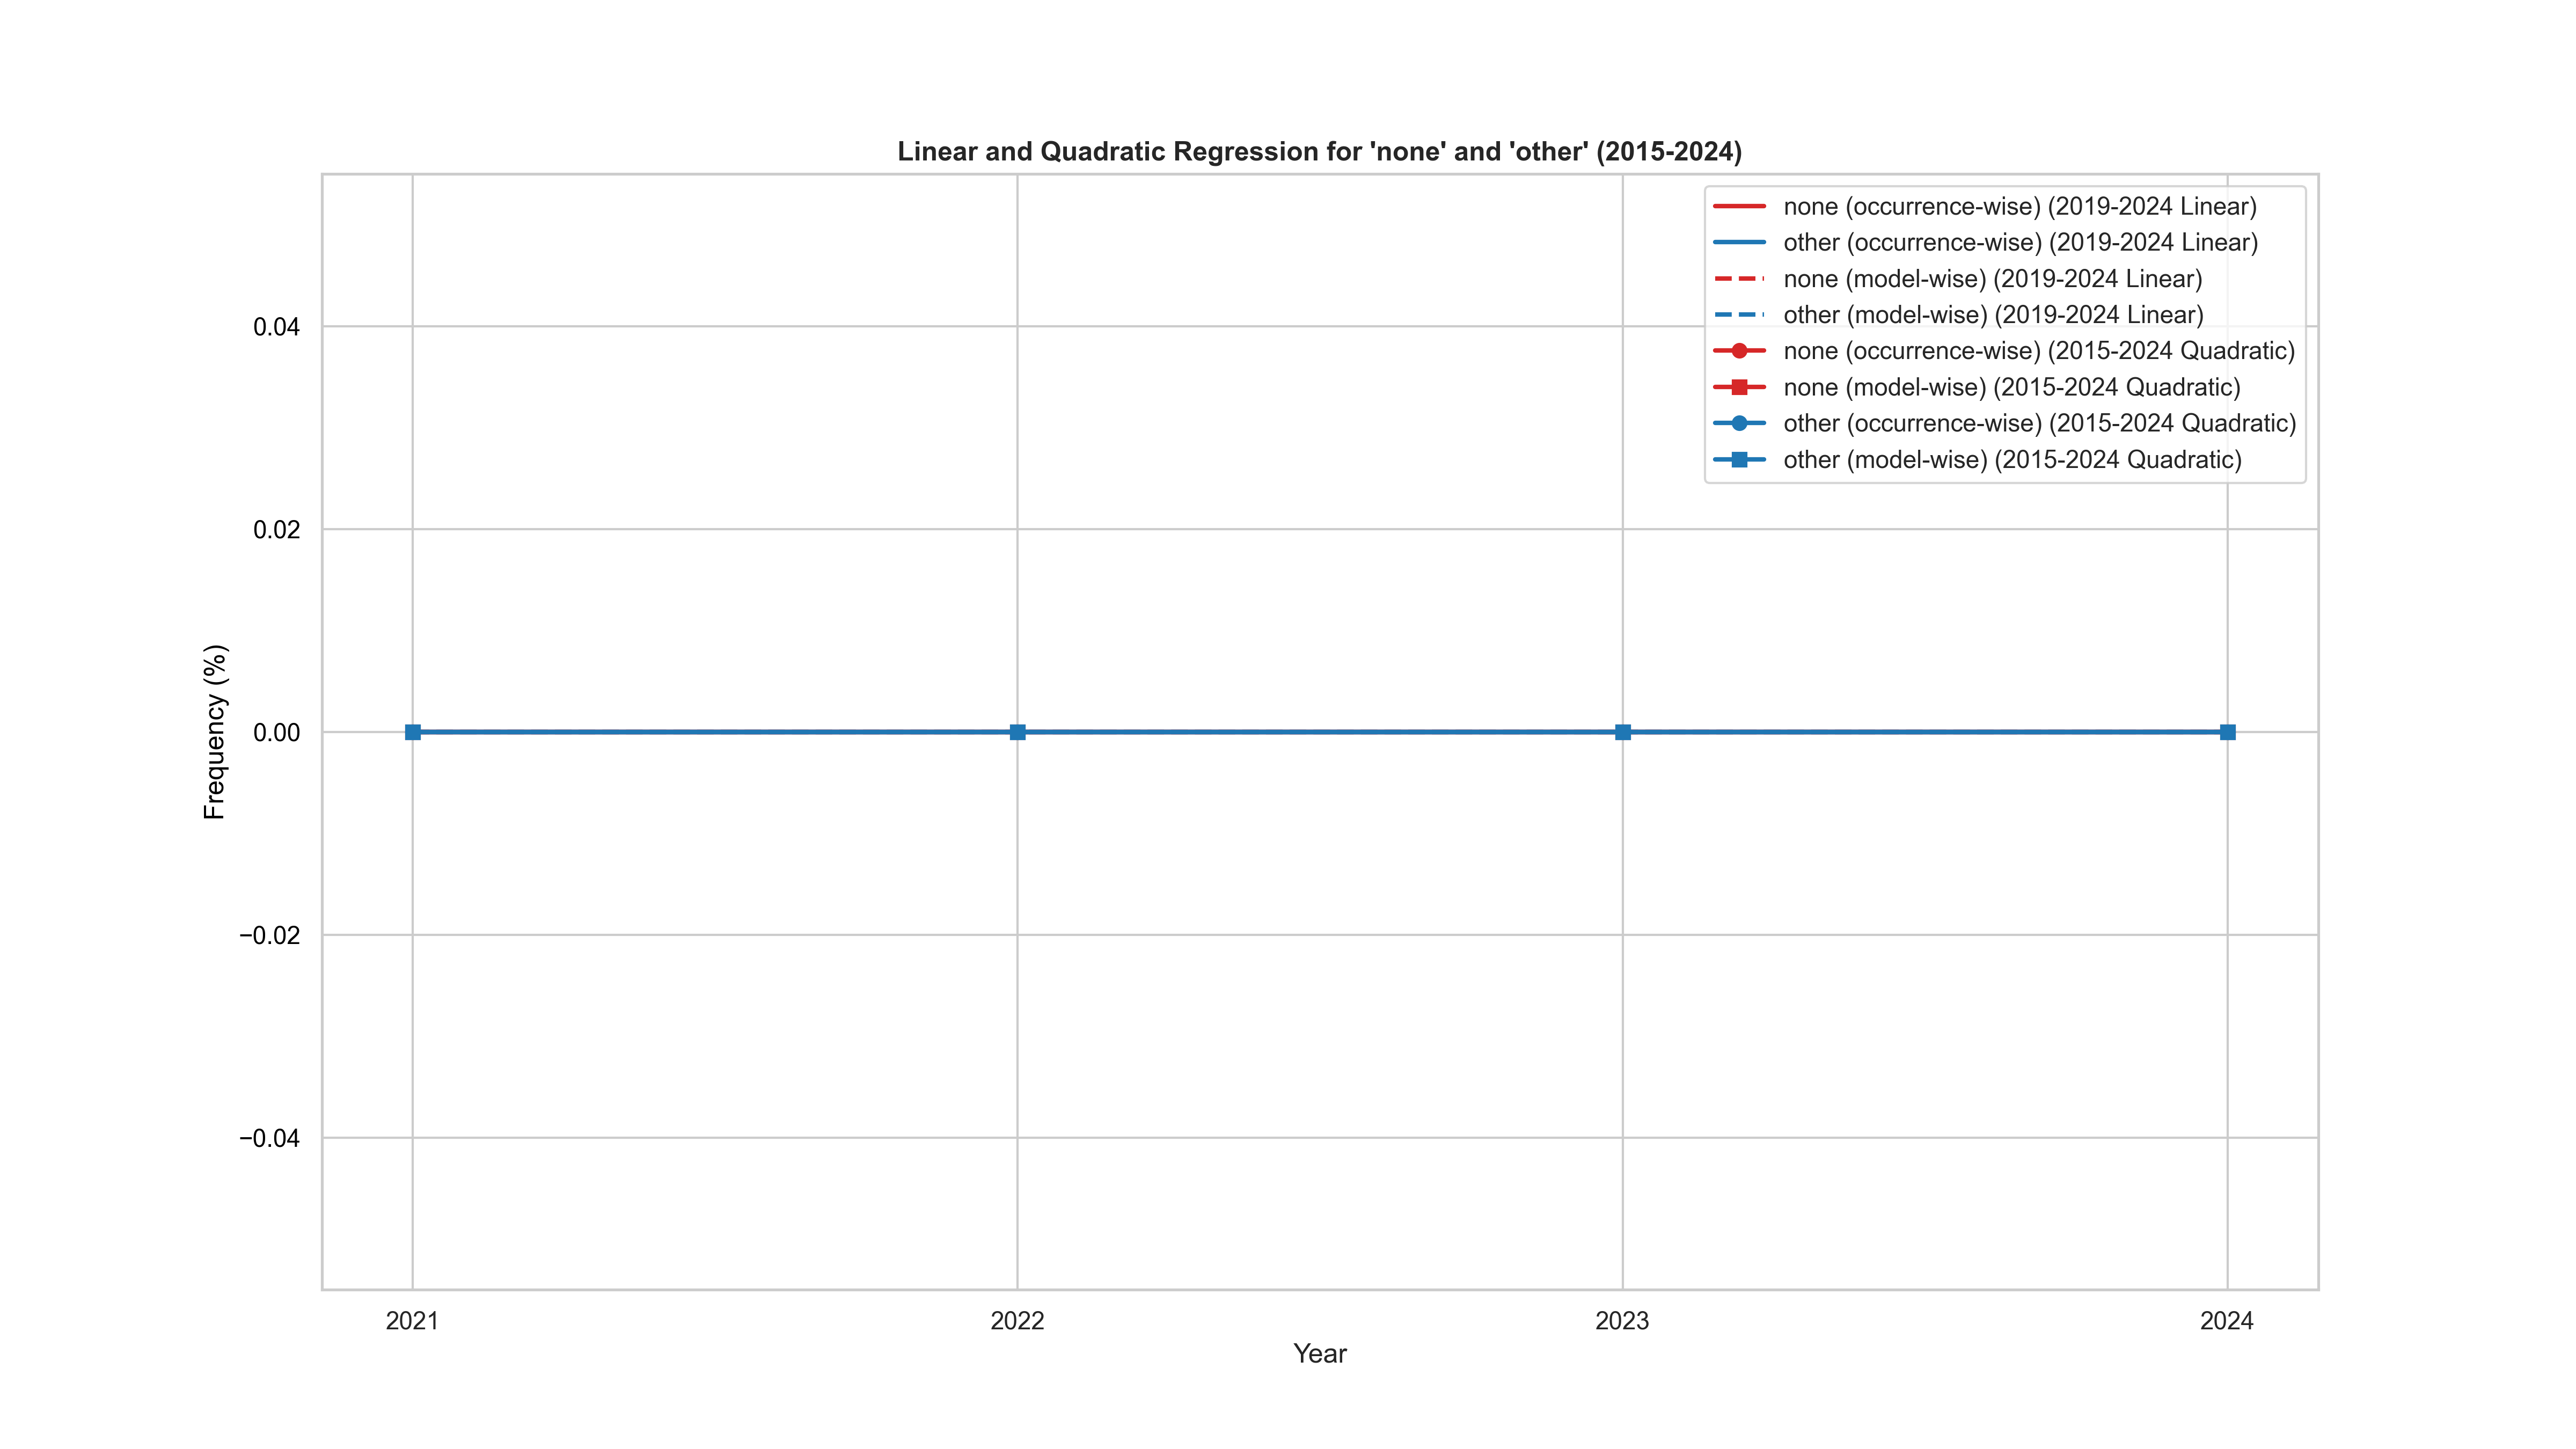 Linear and Quadratic Regression for 'none' and 'other' (2015-2024)
none (occurrence-wise) (2019-2024 Linear)
other (occurrence-wise) (2019-2024 Linear)
none (model-wise) (2019-2024 Linear)
other (model-wise) (2019-2024 Linear)
none (occurrence-wise) (2015-2024 Quadratic)
none (model-wise) (2015-2024 Quadratic)
other (occurrence-wise) (2015-2024 Quadratic)
other (model-wise) (2015-2024 Quadratic)
0.04
0.02
0.00
−0.02
−0.04
Frequency (%)
2021 2022 2023 2024
Year